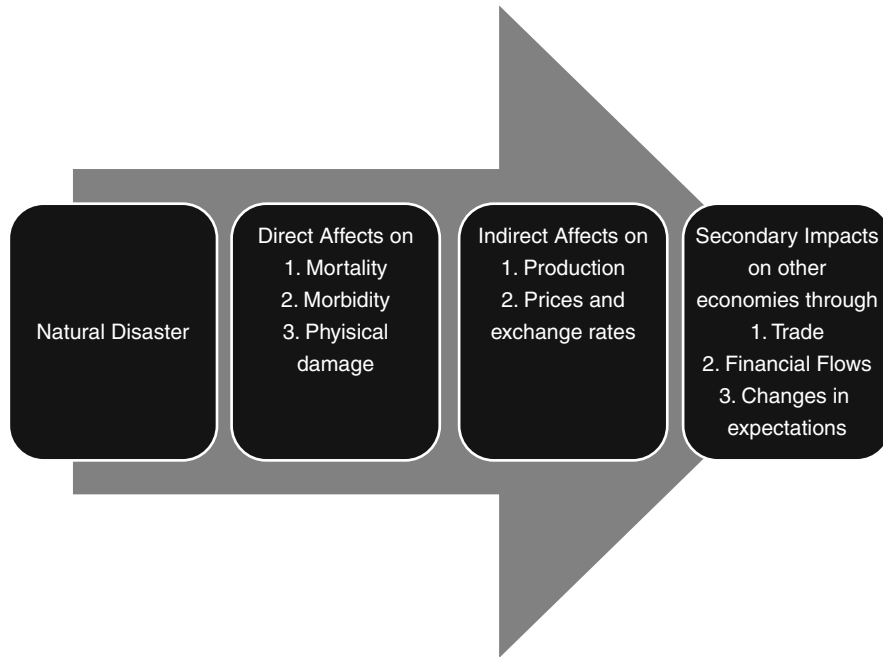 Natural Disaster
Direct Affects on
1. Mortality
2. Morbidity
3. Phyisical
damage
Indirect Affects on
1. Production
2. Prices and
exchange rates
Secondary Impacts
on other
economies through
1. Trade
2. Financial Flows
3. Changes in
expectations